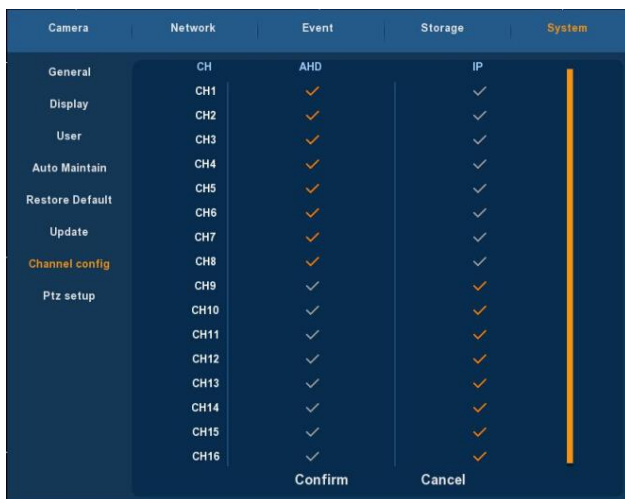 Camera Network Event Storage System
General
Display
User
Auto Maintain
Restore Default
Update
Channel config
Ptz setup
CH AHD IP
CH1
CH2
CH3
CH4
CH5
CH6
CH7
CH8
CH9
CH10
CH11
CH12
CH13
CH14
CH15
CH16
Confirm Cancel